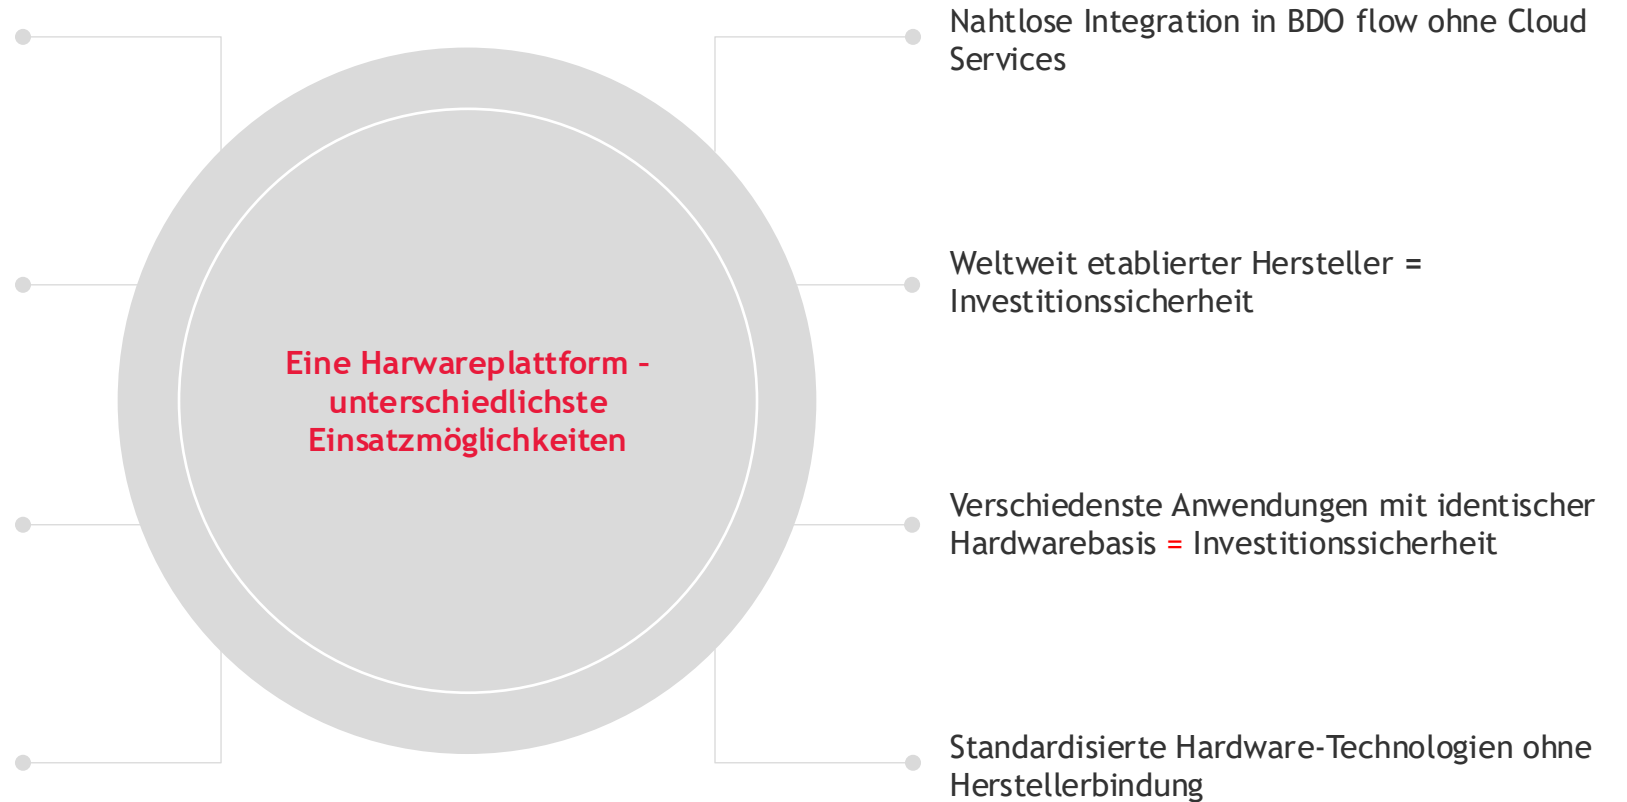 Nahtlose Integration in BDO flow ohne Cloud
Services
Weltweit etablierter Hersteller =
Investitionssicherheit
Eine Harwareplattform –
unterschiedlichste
Einsatzmöglichkeiten
Verschiedenste Anwendungen mit identischer
Hardwarebasis = Investitionssicherheit
Standardisierte Hardware-Technologien ohne
Herstellerbindung